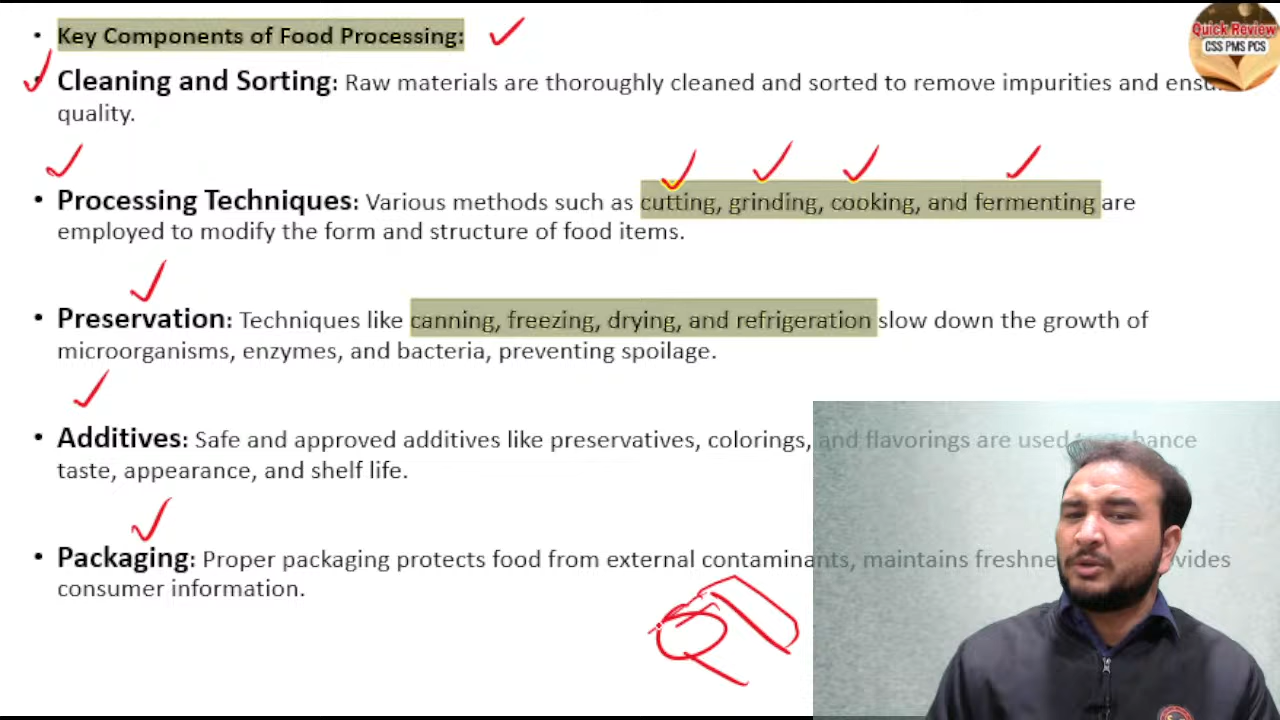 • Key Components of Food Processing:
Quick Review
CSS PMS PCS
• Cleaning and Sorting: Raw materials are thoroughly cleaned and sorted to remove impurities and
quality.
• Processing Techniques: Various methods such as cutting, grinding, cooking, and fermenting are
employed to modify the form and structure of food items.
• Preservation: Techniques like canning, freezing, drying, and refrigeration slow down the growth of
microorganisms, enzymes, and bacteria, preventing spoilage.
• Additives: Safe and approved additives like preservatives, colorings, and flavorings are used
taste, appearance, and shelf life.
• Packaging: Proper packaging protects food from external contaminants, maintains
consumer information.